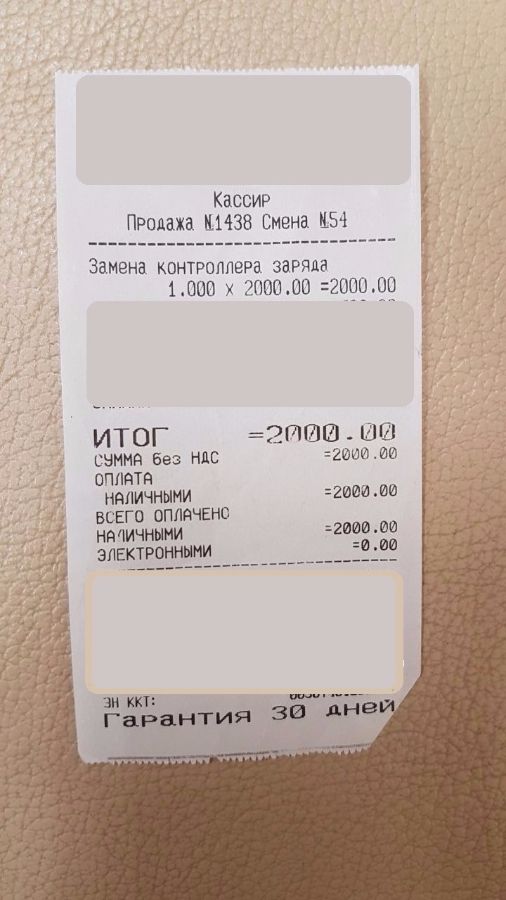 Кассир
Продажа №1438 Смена №54
Замена контроллера заряда
1.000 x 2000.00 =2000.00
ИТОГ =2000.00
СУММА без НДС =2000.00
ОПЛАТА
НАЛИЧНЫМИ =2000.00
ВСЕГО ОПЛАЧЕНО
НАЛИЧНЫМИ =2000.00
ЭЛЕКТРОННЫМИ =0.00
ЗН ККТ:
Гарантия 30 дней